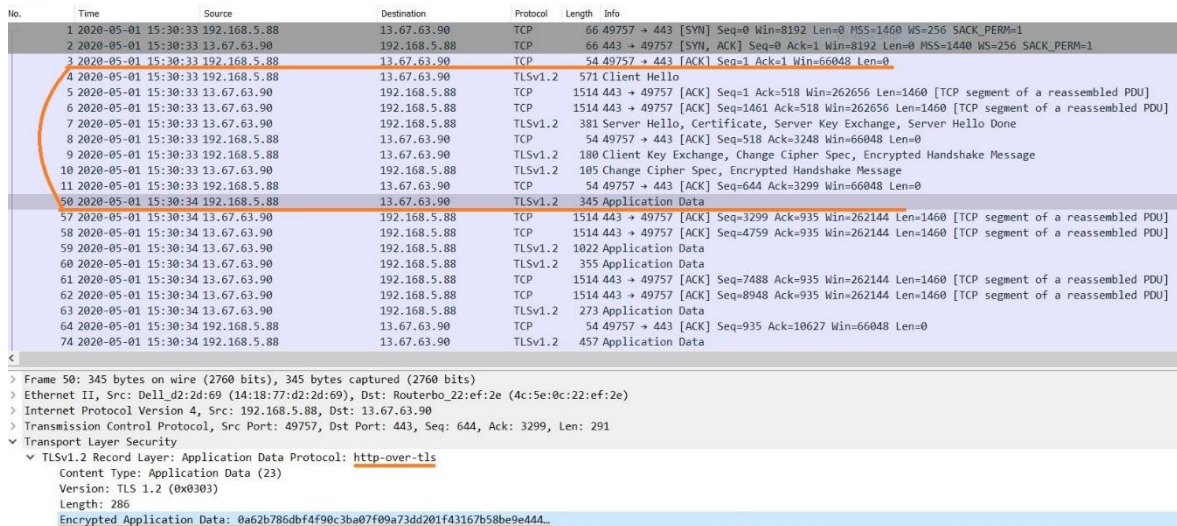 No. Time Source Destination Protocol Length Info
1 2020-05-01 15:30:33 192.168.5.88 13.67.63.90 TCP 66 49757 → 443 [SYN] Seq=0 Win=8192 Len=0 MSS=1460 WS=256 SACK_PERM=1
2 2020-05-01 15:30:33 13.67.63.90 192.168.5.88 TCP 66 443 → 49757 [SYN, ACK] Seq=0 Ack=1 Win=8192 Len=0 MSS=1440 WS=256 SACK_PERM=1
3 2020-05-01 15:30:33 192.168.5.88 13.67.63.90 TCP 54 49757 → 443 [ACK] Seq=1 Ack=1 Win=66048 Len=0
4 2020-05-01 15:30:33 192.168.5.88 13.67.63.90 TLSv1.2 571 Client Hello
5 2020-05-01 15:30:33 13.67.63.90 192.168.5.88 TCP 1514 443 → 49757 [ACK] Seq=1 Ack=518 Win=262656 Len=1460 [TCP segment of a reassembled PDU]
6 2020-05-01 15:30:33 13.67.63.90 192.168.5.88 TCP 1514 443 → 49757 [ACK] Seq=1461 Ack=518 Win=262656 Len=1460 [TCP segment of a reassembled PDU]
7 2020-05-01 15:30:33 13.67.63.90 192.168.5.88 TLSv1.2 381 Server Hello, Certificate, Server Key Exchange, Server Hello Done
8 2020-05-01 15:30:33 192.168.5.88 13.67.63.90 TCP 54 49757 → 443 [ACK] Seq=518 Ack=3248 Win=66048 Len=0
9 2020-05-01 15:30:33 192.168.5.88 13.67.63.90 TLSv1.2 180 Client Key Exchange, Change Cipher Spec, Encrypted Handshake Message
10 2020-05-01 15:30:33 13.67.63.90 192.168.5.88 TLSv1.2 105 Change Cipher Spec, Encrypted Handshake Message
11 2020-05-01 15:30:33 192.168.5.88 13.67.63.90 TCP 54 49757 → 443 [ACK] Seq=644 Ack=3299 Win=66048 Len=0
50 2020-05-01 15:30:34 192.168.5.88 13.67.63.90 TLSv1.2 345 Application Data
57 2020-05-01 15:30:34 13.67.63.90 192.168.5.88 TCP 1514 443 → 49757 [ACK] Seq=3299 Ack=935 Win=262144 Len=1460 [TCP segment of a reassembled PDU]
58 2020-05-01 15:30:34 13.67.63.90 192.168.5.88 TCP 1514 443 → 49757 [ACK] Seq=4759 Ack=935 Win=262144 Len=1460 [TCP segment of a reassembled PDU]
59 2020-05-01 15:30:34 13.67.63.90 192.168.5.88 TLSv1.2 1022 Application Data
60 2020-05-01 15:30:34 13.67.63.90 192.168.5.88 TLSv1.2 355 Application Data
61 2020-05-01 15:30:34 13.67.63.90 192.168.5.88 TCP 1514 443 → 49757 [ACK] Seq=7488 Ack=935 Win=262144 Len=1460 [TCP segment of a reassembled PDU]
62 2020-05-01 15:30:34 13.67.63.90 192.168.5.88 TCP 1514 443 → 49757 [ACK] Seq=8948 Ack=935 Win=262144 Len=1460 [TCP segment of a reassembled PDU]
63 2020-05-01 15:30:34 13.67.63.90 192.168.5.88 TLSv1.2 273 Application Data
64 2020-05-01 15:30:34 192.168.5.88 13.67.63.90 TCP 54 49757 → 443 [ACK] Seq=935 Ack=10627 Win=66048 Len=0
74 2020-05-01 15:30:34 192.168.5.88 13.67.63.90 TLSv1.2 457 Application Data
Frame 50: 345 bytes on wire (2760 bits), 345 bytes captured (2760 bits)
Ethernet II, Src: Dell_d2:2d:69 (14:18:77:d2:2d:69), Dst: Routerbo_22:ef:2e (4c:5e:0c:22:ef:2e)
Internet Protocol Version 4, Src: 192.168.5.88, Dst: 13.67.63.90
Transmission Control Protocol, Src Port: 49757, Dst Port: 443, Seq: 644, Ack: 3299, Len: 291
Transport Layer Security
TLSv1.2 Record Layer: Application Data Protocol: http-over-tls
Content Type: Application Data (23)
Version: TLS 1.2 (0x0303)
Length: 286
Encrypted Application Data: 0a62b786dbf4f90c3ba07f09a73dd201f43167b58be9e444…